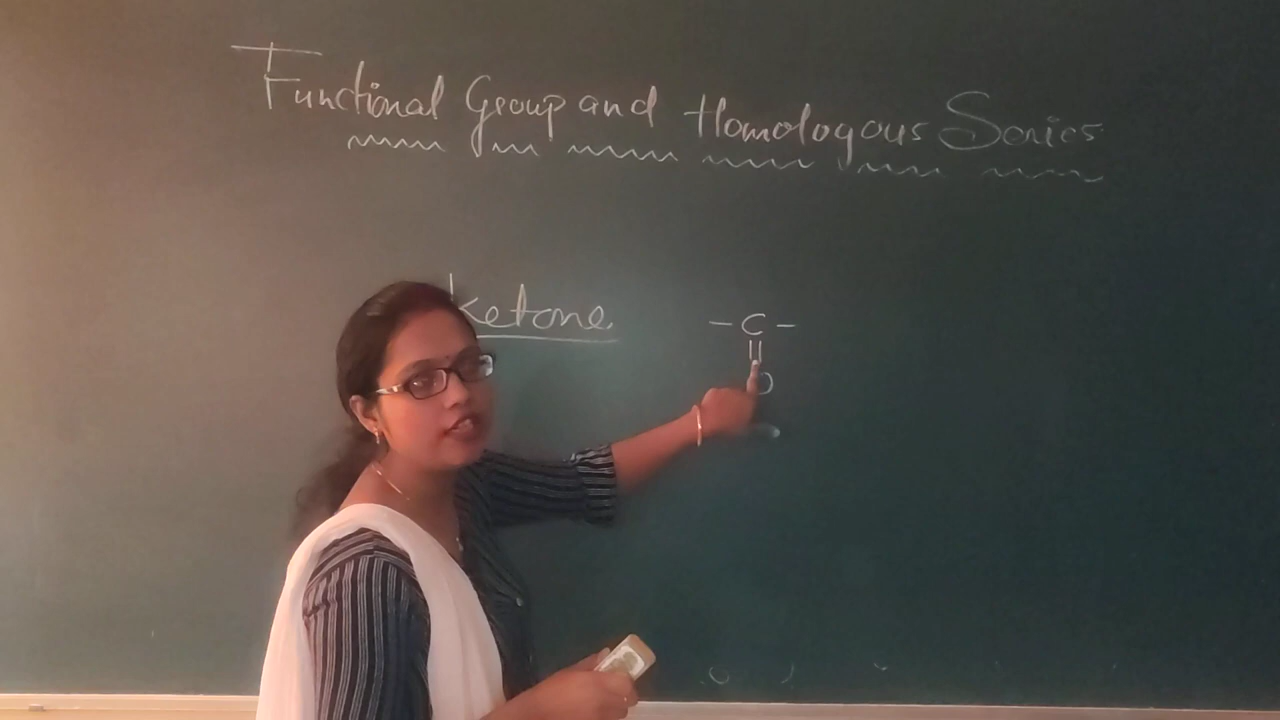 Functional Group and Homologous Series
Ketone
– C –
||
O